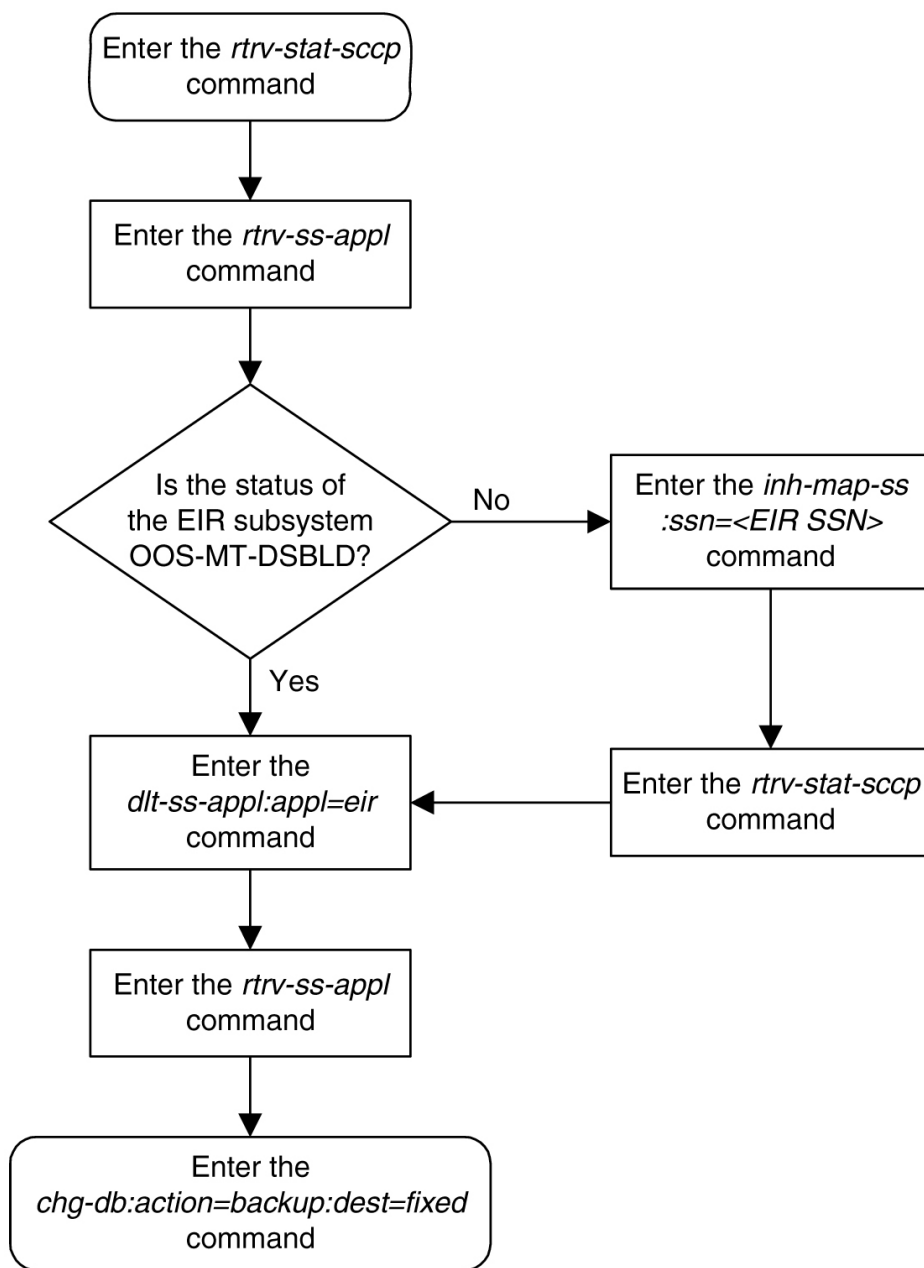 Enter the rtrv-stat-sccp
command
Enter the rtrv-ss-appl
command
Is the status of
the EIR subsystem
OOS-MT-DSBLD?
No
Enter the inh-map-ss
:ssn=<EIR SSN>
command
Yes
Enter the
dlt-ss-appl:appl=eir
command
Enter the rtrv-stat-sccp
command
Enter the rtrv-ss-appl
command
Enter the
chg-db:action=backup:dest=fixed
command